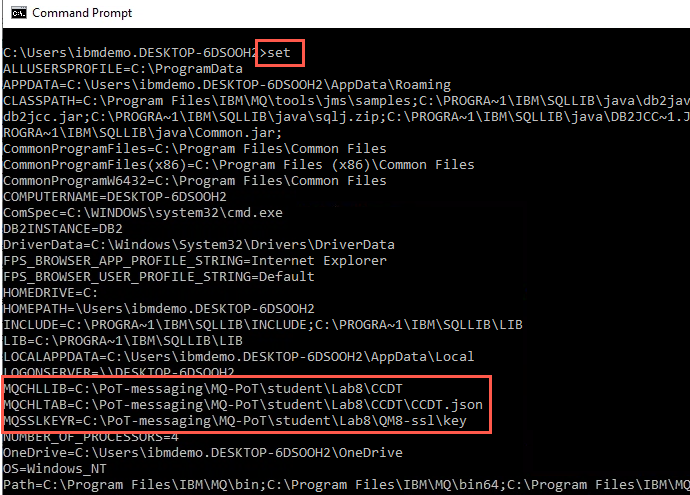 Command Prompt
C:\Users\ibmdemo.DESKTOP-6DSOOH2>set
ALLUSERSPROFILE=C:\ProgramData
APPDATA=C:\Users\ibmdemo.DESKTOP-6DSOOH2\AppData\Roaming
CLASSPATH=C:\Program Files\IBM\MQ\tools\jms\samples;C:\PROGRA~1\IBM\SQLLIB\java\db2jav
db2jcc.jar;C:\PROGRA~1\IBM\SQLLIB\java\sqlj.zip;C:\PROGRA~1\IBM\SQLLIB\java\DB2JCC~1.J
ROGRA~1\IBM\SQLLIB\java\Common.jar;
CommonProgramFiles=C:\Program Files\Common Files
CommonProgramFiles(x86)=C:\Program Files (x86)\Common Files
CommonProgramW6432=C:\Program Files\Common Files
COMPUTERNAME=DESKTOP-6DSOOH2
ComSpec=C:\WINDOWS\system32\cmd.exe
DB2INSTANCE=DB2
DriverData=C:\Windows\System32\Drivers\DriverData
FPS_BROWSER_APP_PROFILE_STRING=Internet Explorer
FPS_BROWSER_USER_PROFILE_STRING=Default
HOMEDRIVE=C:
HOMEPATH=\Users\ibmdemo.DESKTOP-6DSOOH2
INCLUDE=C:\PROGRA~1\IBM\SQLLIB\INCLUDE;C:\PROGRA~1\IBM\SQLLIB\LIB
LIB=C:\PROGRA~1\IBM\SQLLIB\LIB
LOCALAPPDATA=C:\Users\ibmdemo.DESKTOP-6DSOOH2\AppData\Local
LOGONSERVER=\\DESKTOP-6DSOOH2
MQCHLLIB=C:\PoT-messaging\MQ-PoT\student\Lab8\CCDT
MQCHLTAB=C:\PoT-messaging\MQ-PoT\student\Lab8\CCDT\CCDT.json
MQSSLKEYR=C:\PoT-messaging\MQ-PoT\student\Lab8\QM8-ssl\key
NUMBER_OF_PROCESSORS=4
OneDrive=C:\Users\ibmdemo.DESKTOP-6DSOOH2\OneDrive
OS=Windows_NT
Path=C:\Program Files\IBM\MQ\bin;C:\Program Files\IBM\MQ\bin64;C:\Program Files\IBM\MQ